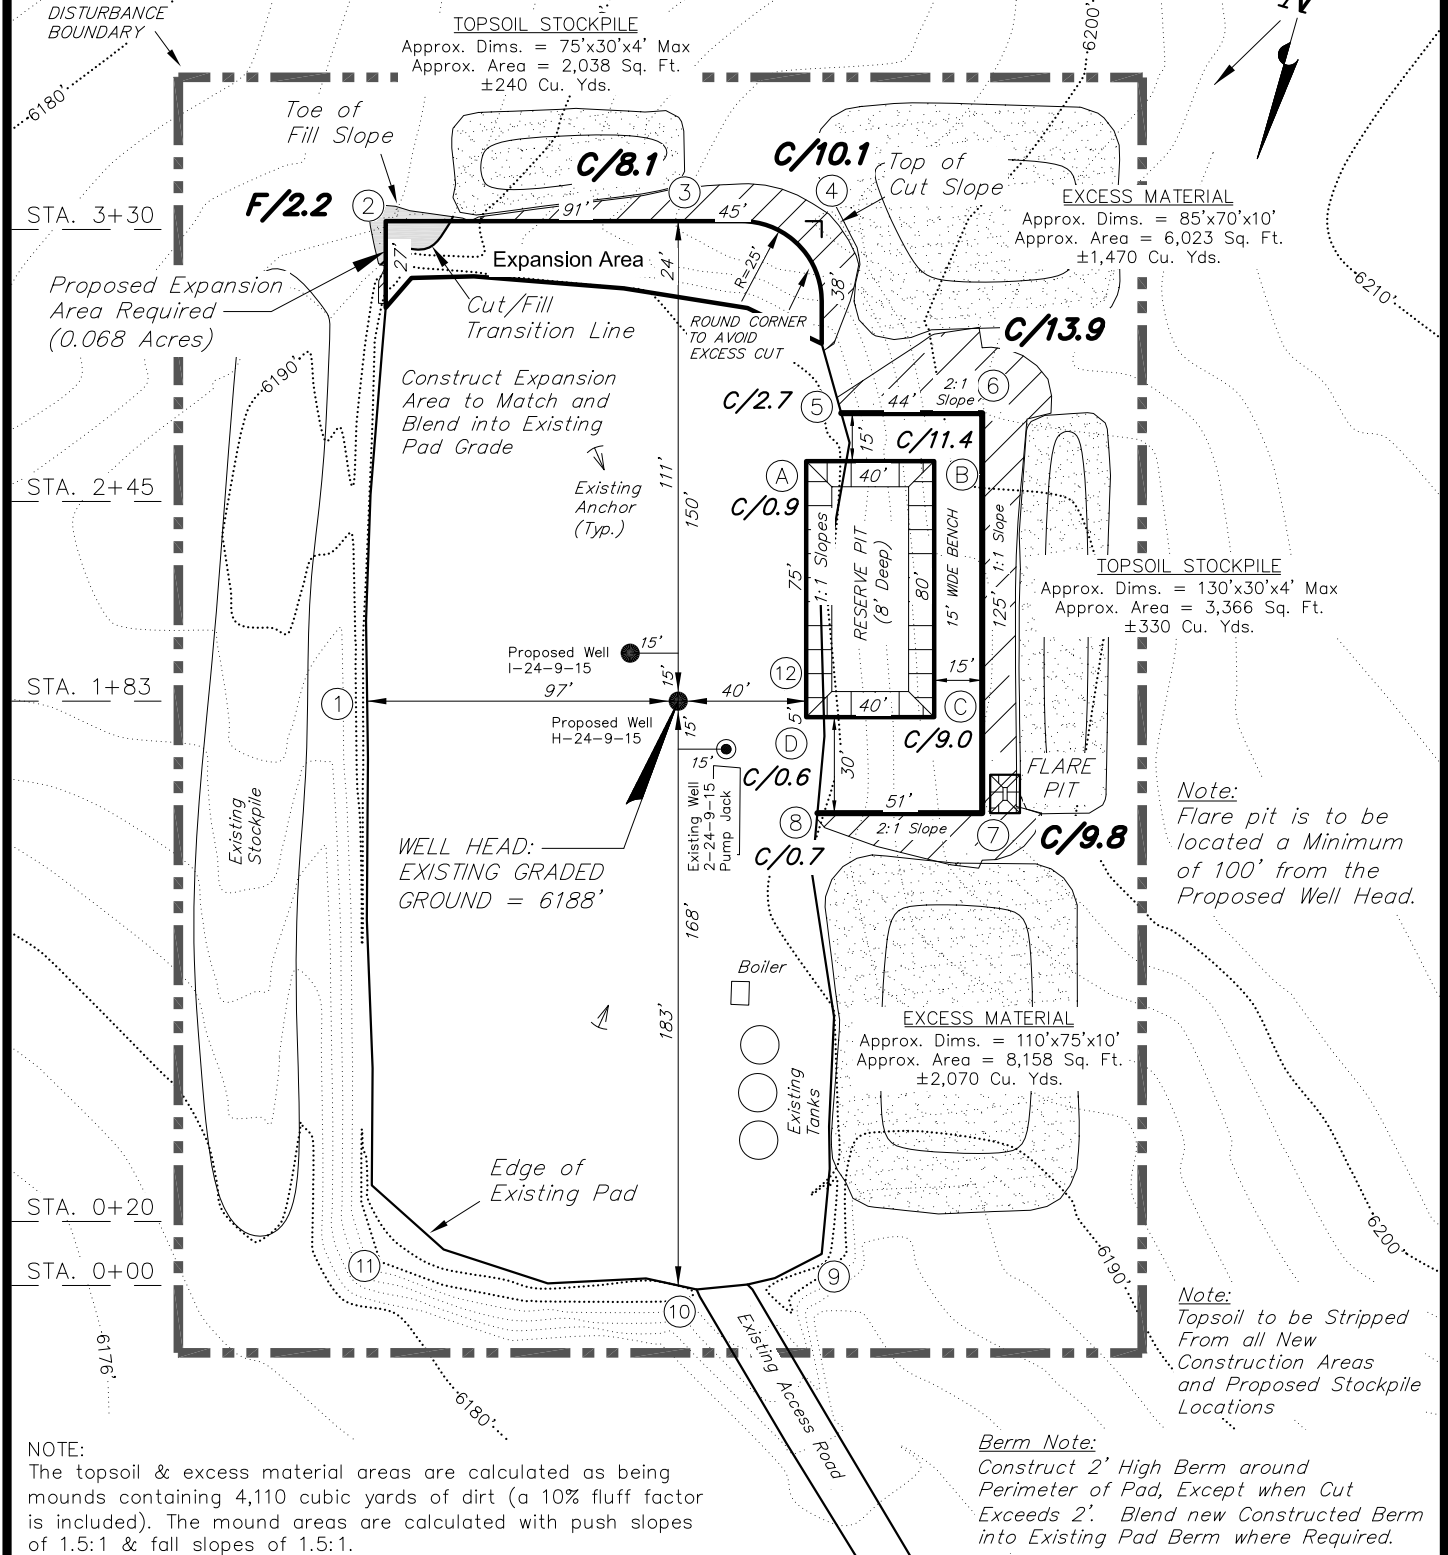 DISTURBANCE
BOUNDARY
TOPSOIL STOCKPILE
Approx. Dims. = 75'x30'x4' Max
Approx. Area = 2,038 Sq. Ft.
±240 Cu. Yds.
6200'
N
6180'
Toe of
Fill Slope
C/8.1
C/10.1
Top of
Cut Slope
EXCESS MATERIAL
Approx. Dims. = 85'x70'x10'
Approx. Area = 6,023 Sq. Ft.
±1,470 Cu. Yds.
STA. 3+30
F/2.2
2
3
4
91'
45'
27'
Expansion Area
24'
R=25'
38'
6210'
Proposed Expansion
Area Required
(0.068 Acres)
Cut/Fill
Transition Line
ROUND CORNER
TO AVOID
EXCESS CUT
C/13.9
6190'
Construct Expansion
Area to Match and
Blend into Existing
Pad Grade
C/2.7
5
44'
2:1
Slope
6
15'
C/11.4
STA. 2+45
Existing
Anchor
(Typ.)
111'
150'
A
40'
B
C/0.9
75'
1:1 Slopes
RESERVE PIT
(8' Deep)
80'
15' WIDE BENCH
125'
1:1 Slope
TOPSOIL STOCKPILE
Approx. Dims. = 130'x30'x4' Max
Approx. Area = 3,366 Sq. Ft.
±330 Cu. Yds.
Proposed Well
I-24-9-15
15'
15'
STA. 1+83
1
97'
40'
12
15'
40'
C
Proposed Well
H-24-9-15
15'
15'
5'
D
C/9.0
C/0.6
30'
FLARE
PIT
Existing Well
2-24-9-15
Pump Jack
Existing
Stockpile
WELL HEAD:
EXISTING GRADED
GROUND = 6188'
8
51'
2:1 Slope
7
C/9.8
C/0.7
Note:
Flare pit is to be
located a Minimum
of 100' from the
Proposed Well Head.
168'
183'
Boiler
Existing
Tanks
EXCESS MATERIAL
Approx. Dims. = 110'x75'x10'
Approx. Area = 8,158 Sq. Ft.
±2,070 Cu. Yds.
Edge of
Existing Pad
STA. 0+20
STA. 0+00
11
10
9
6190'
6200'
6176'
6180'
Existing Access Road
Note:
Topsoil to be Stripped
From all New
Construction Areas
and Proposed Stockpile
Locations
NOTE:
The topsoil & excess material areas are calculated as being
mounds containing 4,110 cubic yards of dirt (a 10% fluff factor
is included). The mound areas are calculated with push slopes
of 1.5:1 & fall slopes of 1.5:1.
Berm Note:
Construct 2' High Berm around
Perimeter of Pad, Except when Cut
Exceeds 2'. Blend new Constructed Berm
into Existing Pad Berm where Required.